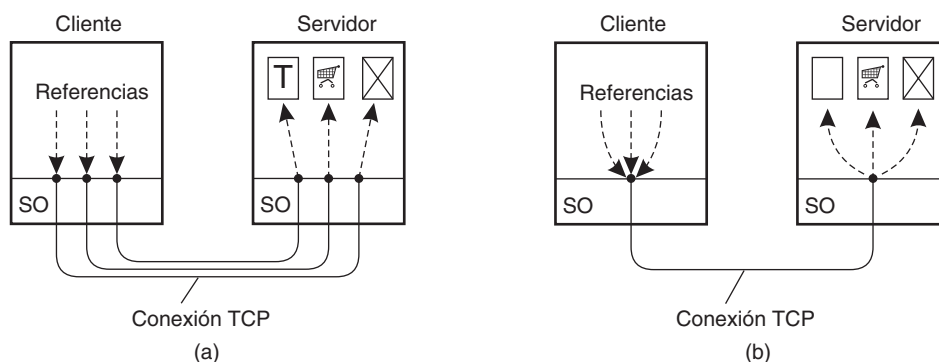 Cliente
Servidor
Referencias
T
SO
SO
Conexión TCP
(a)
Cliente
Servidor
Referencias
SO
SO
Conexión TCP
(b)